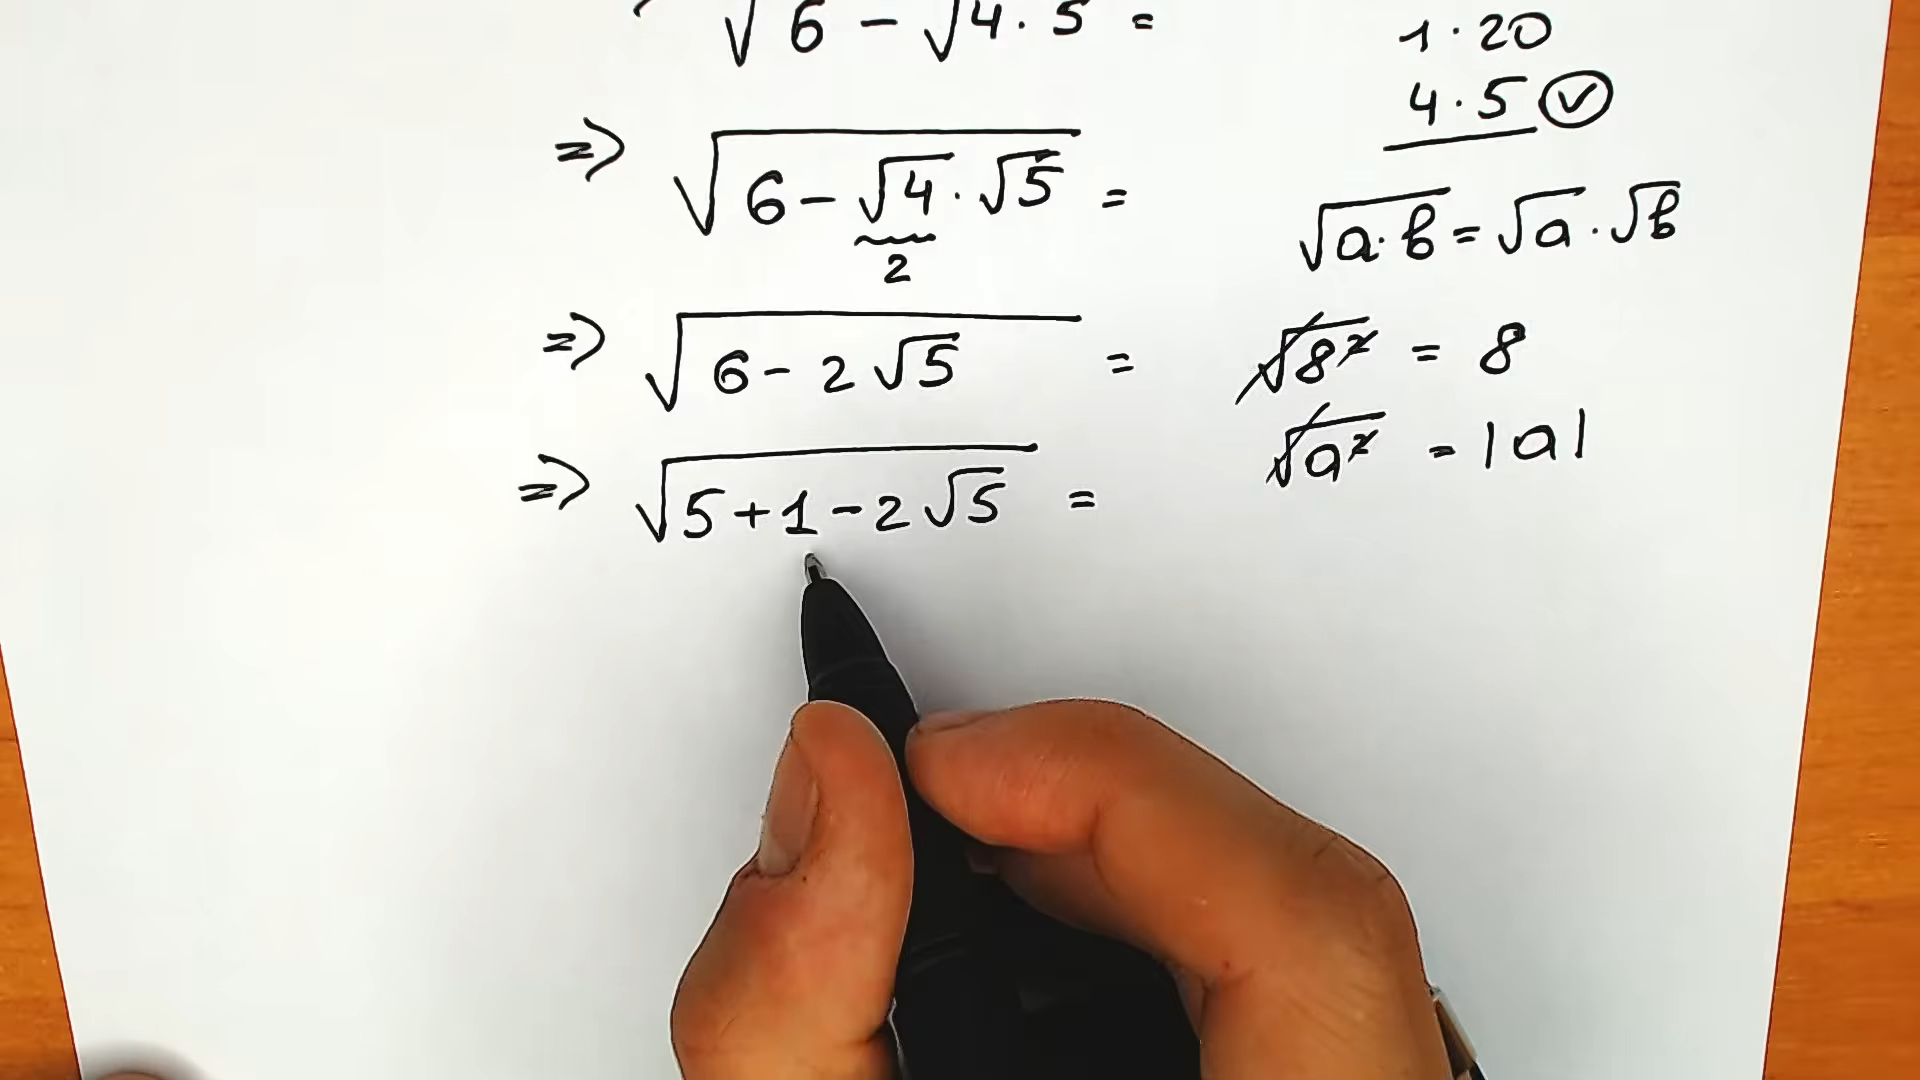 √6 - √4·5 =
=> √(6 - √4·√5) =
2
=> √(6 - 2√5) =
=> √(5+1-2√5) =
1·20
4·5 ✓
√a·b = √a·√b
√8² = 8
√a² = |a|